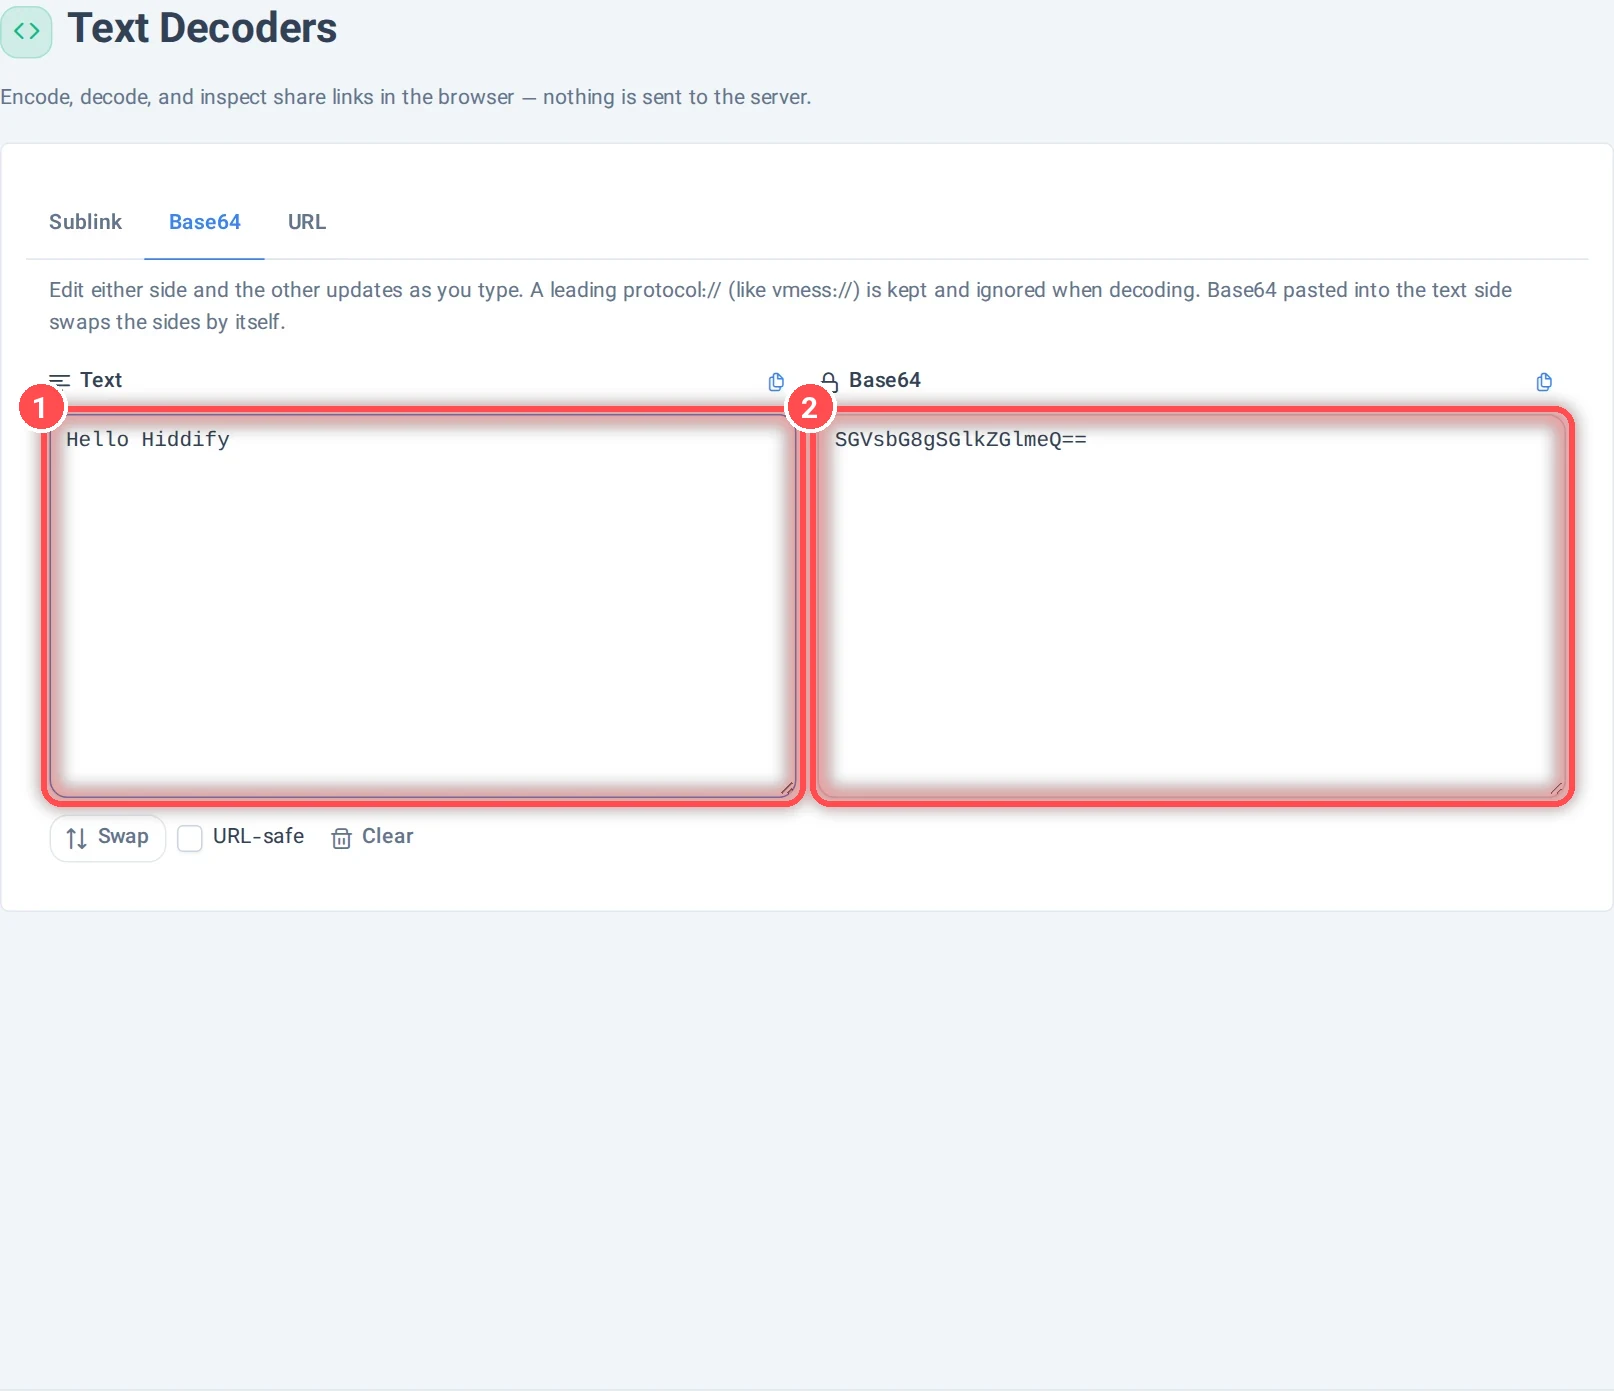 Text Decoders
Encode, decode, and inspect share links in the browser — nothing is sent to the server.
Sublink Base64 URL
Edit either side and the other updates as you type. A leading protocol:// (like vmess://) is kept and ignored when decoding. Base64 pasted into the text side
swaps the sides by itself.
Text
Base64
1
2
Hello Hiddify
SGVsbG8gSGlkZGlmeQ==
Swap URL-safe Clear